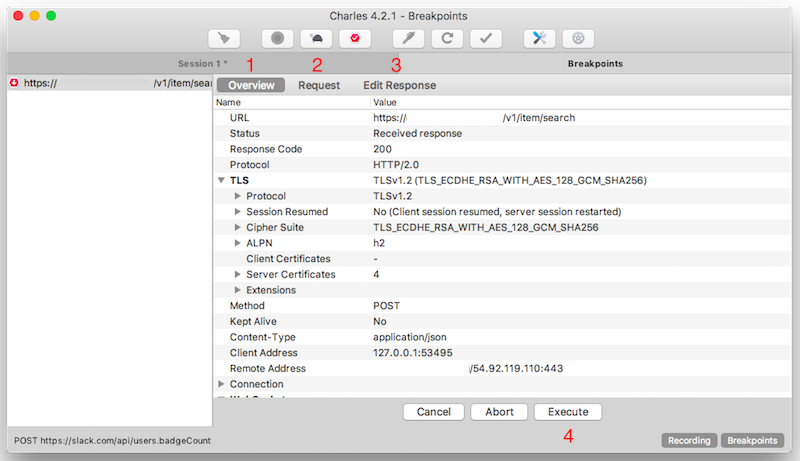 Charles 4.2.1 - Breakpoints
Session 1 * 1 2 3 Breakpoints
https:// /v1/item/sear
Overview Request Edit Response
Name Value
URL https:// /v1/item/search
Status Received response
Response Code 200
Protocol HTTP/2.0
TLS TLSv1.2 (TLS_ECDHE_RSA_WITH_AES_128_GCM_SHA256)
Protocol TLSv1.2
Session Resumed No (Client session resumed, server session restarted)
Cipher Suite TLS_ECDHE_RSA_WITH_AES_128_GCM_SHA256
ALPN h2
Client Certificates -
Server Certificates 4
Extensions
Method POST
Kept Alive No
Content-Type application/json
Client Address 127.0.0.1:53495
Remote Address /54.92.119.110:443
Connection
Cancel Abort Execute
4
POST https://slack.com/api/users.badgeCount Recording Breakpoints